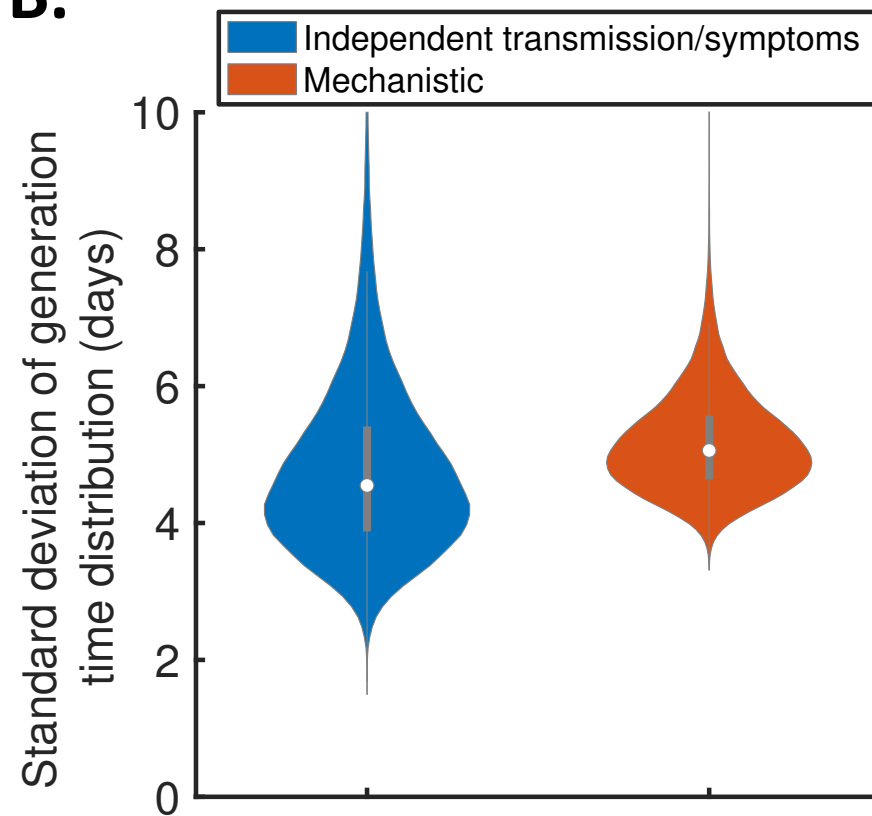 B.
Independent transmission/symptoms
Mechanistic
Standard deviation of generation
time distribution (days)
10
8
6
4
2
0